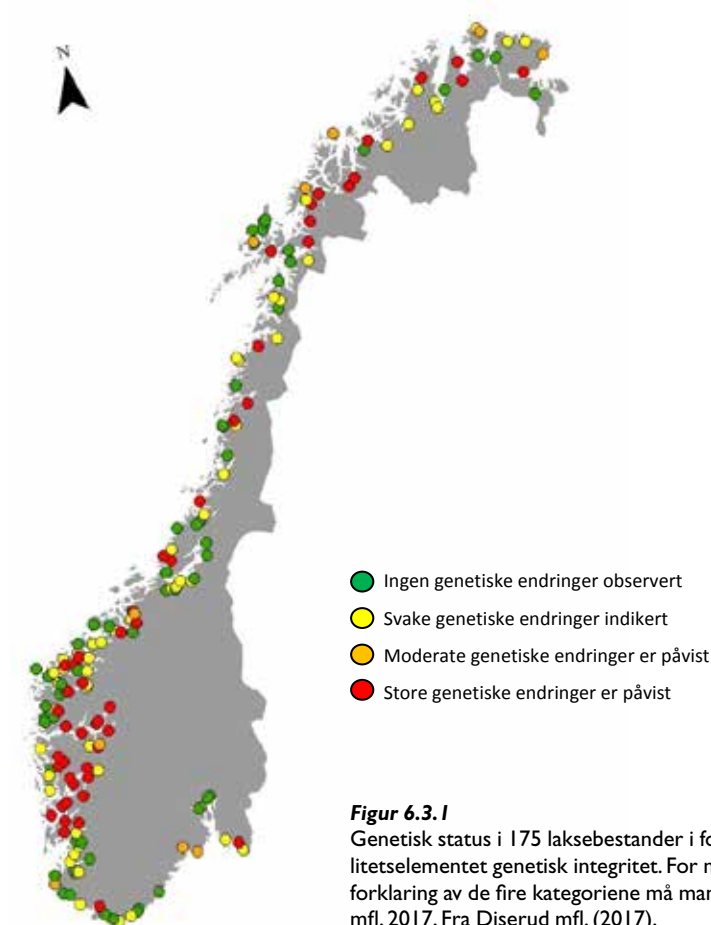 N
Ingen genetiske endringer observert
Svake genetiske endringer indikert
Moderate genetiske endringer er påvist
Store genetiske endringer er påvist
Figur 6.3.1
Genetisk status i 175 laksebestander i fo
litetselementet genetisk integritet. For n
forklaring av de fire kategoriene må mar
mfl. 2017. Fra Diserud mfl. (2017).